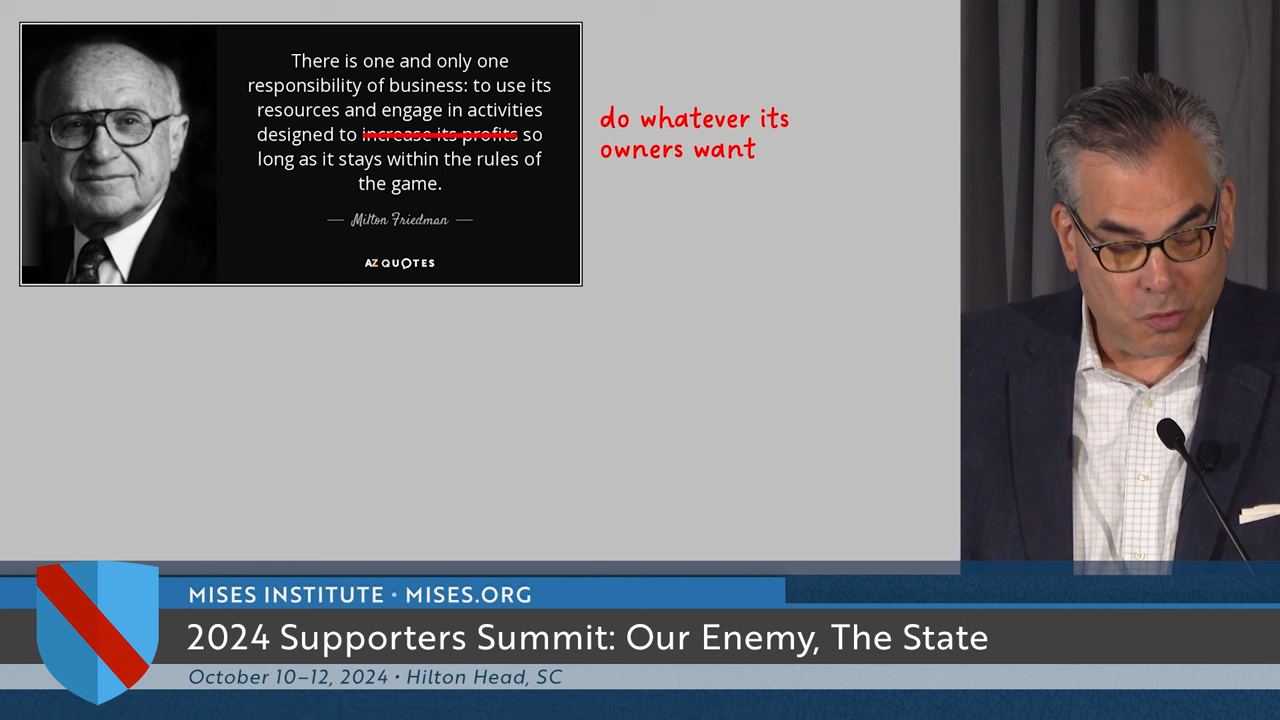 There is one and only one
responsibility of business: to use its
resources and engage in activities
designed to increase its profits so
long as it stays within the rules of
the game.
— Milton Friedman —
AZ QUOTES
do whatever its
owners want
MISES INSTITUTE • MISES.ORG
2024 Supporters Summit: Our Enemy, The State
October 10–12, 2024 • Hilton Head, SC